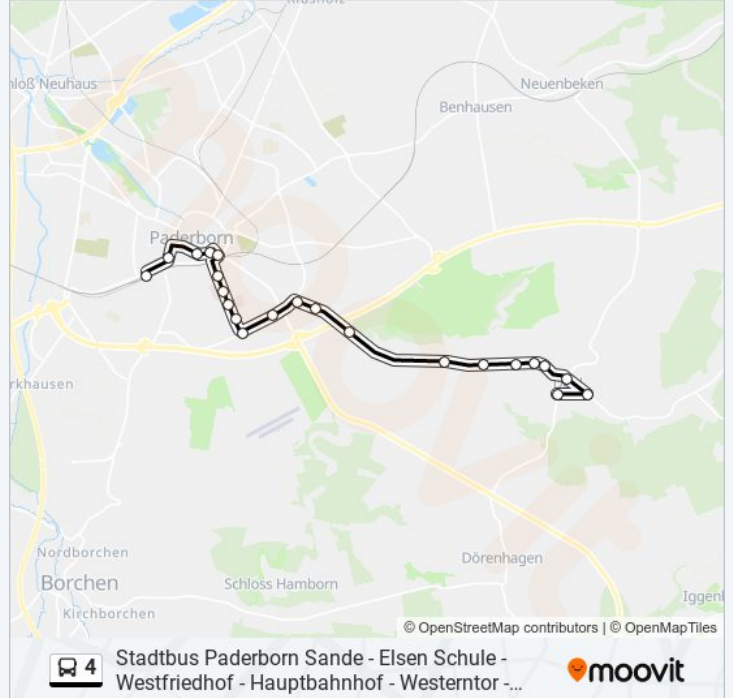 loß Neuhaus
Neuenbeken
Benhausen
Paderborn
rkhausen
Nordborchen
Dörenhagen
Borchen
Schloss Hamborn
Kirchborchen
Iggenl
© OpenStreetMap contributors | © OpenMapTiles
4
Stadtbus Paderborn Sande - Elsen Schule -
Westfriedhof - Hauptbahnhof - Westerntor -...
moovit